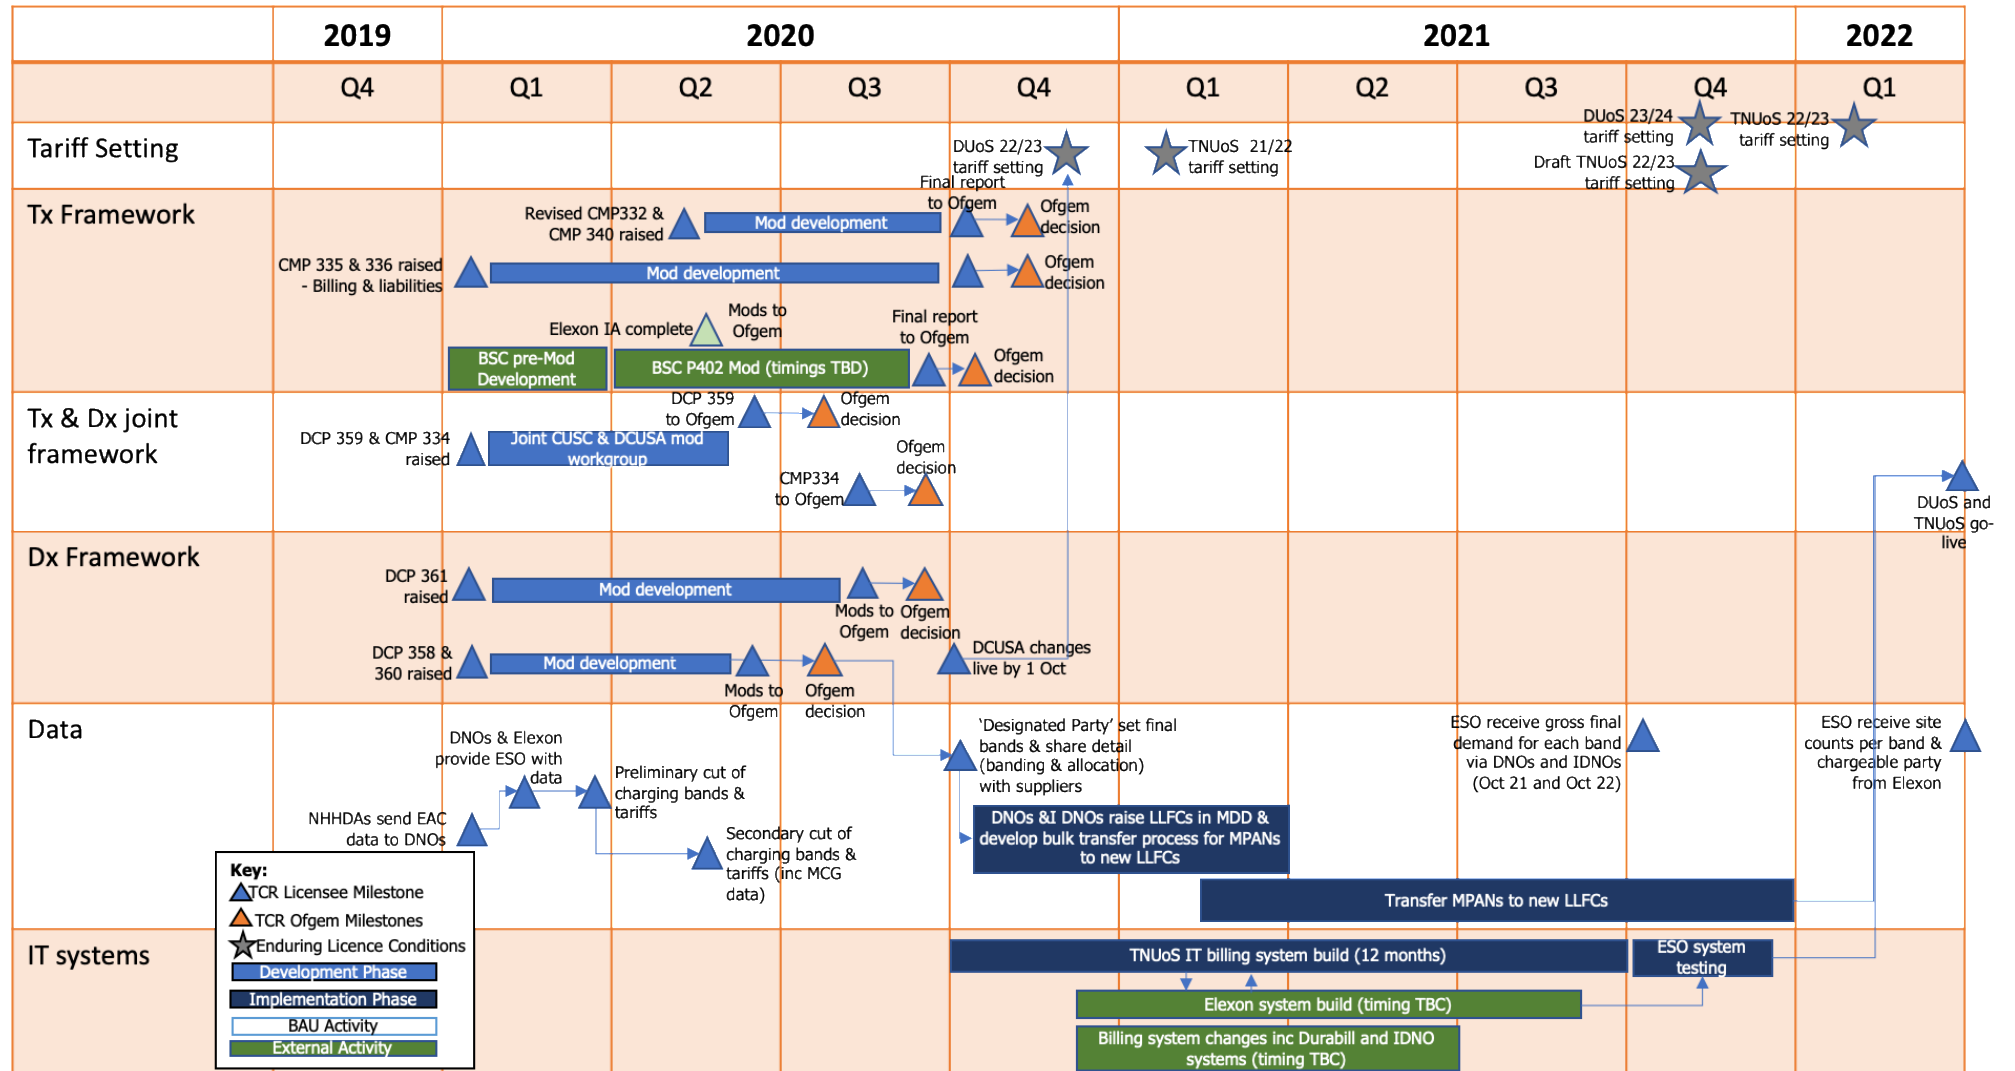 2019
2020
2021
2022
Q4
Q1
Q2
Q3
Q4
Q1
Q2
Q3
Q4
Q1
Tariff Setting
DUoS 22/23
tariff setting
TNUoS 21/22
tariff setting
DUoS 23/24
tariff setting
TNUoS 22/23
tariff setting
Draft TNUoS 22/23
tariff setting
Tx Framework
Revised CMP332 &
CMP 340 raised
Mod development
Final report
to Ofgem
Ofgem
decision
CMP 335 & 336 raised
- Billing & liabilities
Mod development
Ofgem
decision
Elexon IA complete
Mods to
Ofgem
BSC pre-Mod
Development
BSC P402 Mod (timings TBD)
Final report
to Ofgem
Ofgem
decision
Tx & Dx joint
framework
DCP 359 & CMP 334
raised
Joint CUSC & DCUSA mod
workgroup
DCP 359
to Ofgem
Ofgem
decision
CMP334
to Ofgem
Ofgem
decision
DUoS and
TNUoS go-
live
Dx Framework
DCP 361
raised
Mod development
Mods to
Ofgem
Ofgem
decision
DCP 358 &
360 raised
Mod development
Mods to
Ofgem
Ofgem
decision
DCUSA changes
live by 1 Oct
Data
NHHDAs send EAC
data to DNOs
DNOs & Elexon
provide ESO with
data
Preliminary cut of
charging bands &
tariffs
Secondary cut of
charging bands &
tariffs (inc MCG
data)
‘Designated Party’ set final
bands & share detail
(banding & allocation)
with suppliers
DNOs &I DNOs raise LLFCs in MDD &
develop bulk transfer process for MPANs
to new LLFCs
Transfer MPANs to new LLFCs
ESO receive gross final
demand for each band
via DNOs and IDNOs
(Oct 21 and Oct 22)
ESO receive site
counts per band &
chargeable party
from Elexon
IT systems
TNUoS IT billing system build (12 months)
ESO system
testing
Elexon system build (timing TBC)
Billing system changes inc Durabill and IDNO
systems (timing TBC)
Key:
TCR Licensee Milestone
TCR Ofgem Milestones
Enduring Licence Conditions
Development Phase
Implementation Phase
BAU Activity
External Activity